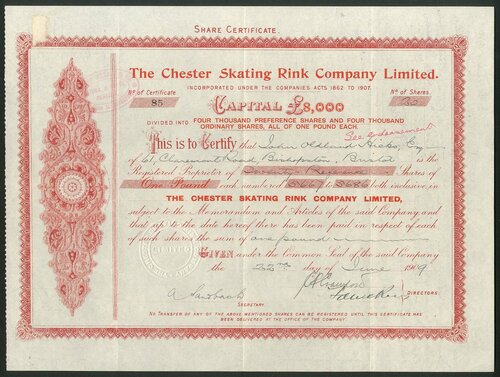 SHARE CERTIFICATE.
The Chester Skating Rink Company Limited.
INCORPORATED UNDER THE COMPANIES ACTS 1862 TO 1907.
No of Certificate
85
No of Shares
20
CAPITAL £8,000
DIVIDED INTO FOUR THOUSAND PREFERENCE SHARES AND FOUR THOUSAND
ORDINARY SHARES, ALL OF ONE POUND EACH.
See endorsement
This is to Certify that John Oldland Hicks, Esq
of 61, Claremont Road, Bishopston, Bristol is the
Registered Proprietor of Preference Shares of
One Pound each numbered 5667 to 5686 both inclusive, in
THE CHESTER SKATING RINK COMPANY LIMITED,
subject to the Memorandum and Articles of the said Company, and
that up to the date hereof there has been paid in respect of each
of such shares the sum of one pound
GIVEN under the Common Seal of the said Company
the 22nd day of June 1909
SECRETARY.
DIRECTORS.
NO TRANSFER OF ANY OF THE ABOVE MENTIONED SHARES CAN BE REGISTERED UNTIL THIS CERTIFICATE HAS
BEEN DELIVERED AT THE OFFICE OF THE COMPANY.